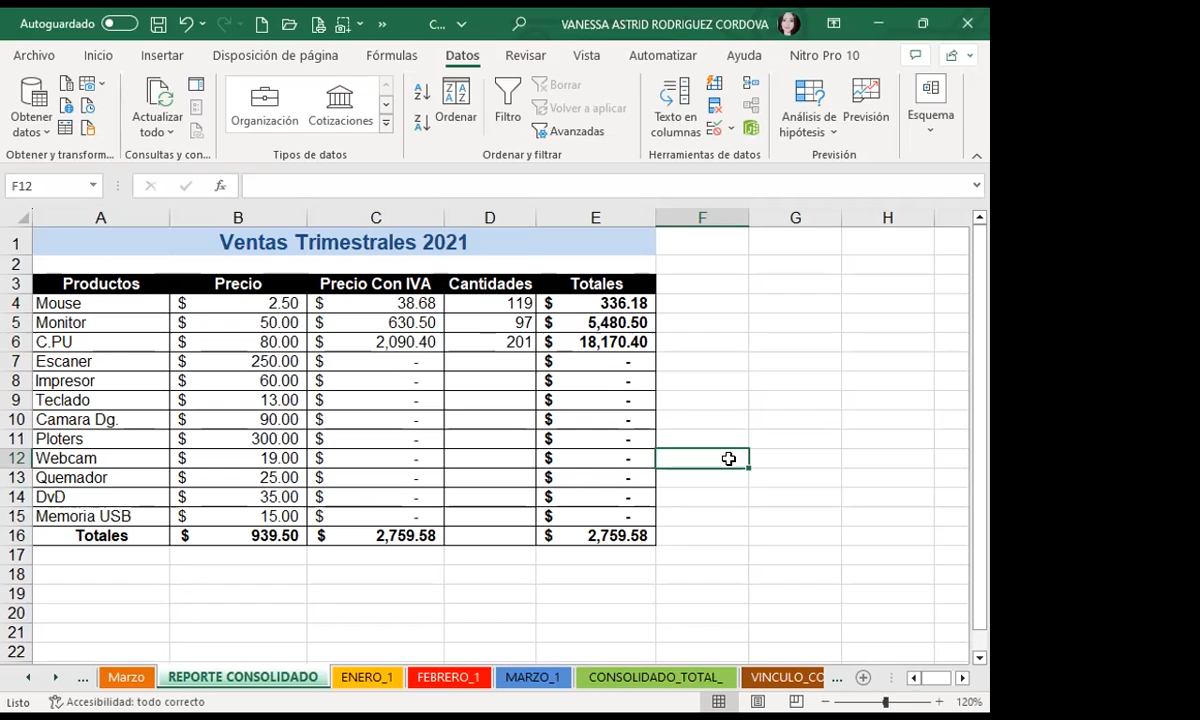 Autoguardado C... VANESSA ASTRID RODRIGUEZ CORDOVA
Archivo Inicio Insertar Disposición de página Fórmulas Datos Revisar Vista Automatizar Ayuda Nitro Pro 10
Obtener datos Actualizar todo Organización Cotizaciones Ordenar Filtro Borrar Volver a aplicar Avanzadas Texto en columnas Análisis de hipótesis Previsión Esquema
Obtener y transform... Consultas y con... Tipos de datos Ordenar y filtrar Herramientas de datos Previsión
F12 fx
A B C D E F G H
1 Ventas Trimestrales 2021
2
3 Productos Precio Precio Con IVA Cantidades Totales
4 Mouse $ 2.50 $ 38.68 119 $ 336.18
5 Monitor $ 50.00 $ 630.50 97 $ 5,480.50
6 C.PU $ 80.00 $ 2,090.40 201 $ 18,170.40
7 Escaner $ 250.00 $ - $ -
8 Impresor $ 60.00 $ - $ -
9 Teclado $ 13.00 $ - $ -
10 Camara Dg. $ 90.00 $ - $ -
11 Ploters $ 300.00 $ - $ -
12 Webcam $ 19.00 $ - $ -
13 Quemador $ 25.00 $ - $ -
14 DvD $ 35.00 $ - $ -
15 Memoria USB $ 15.00 $ - $ -
16 Totales $ 939.50 $ 2,759.58 $ 2,759.58
17
18
19
20
21
22
... Marzo REPORTE CONSOLIDADO ENERO_1 FEBRERO_1 MARZO_1 CONSOLIDADO_TOTAL_ VINCULO_CO ...
Listo Accesibilidad: todo correcto 120%